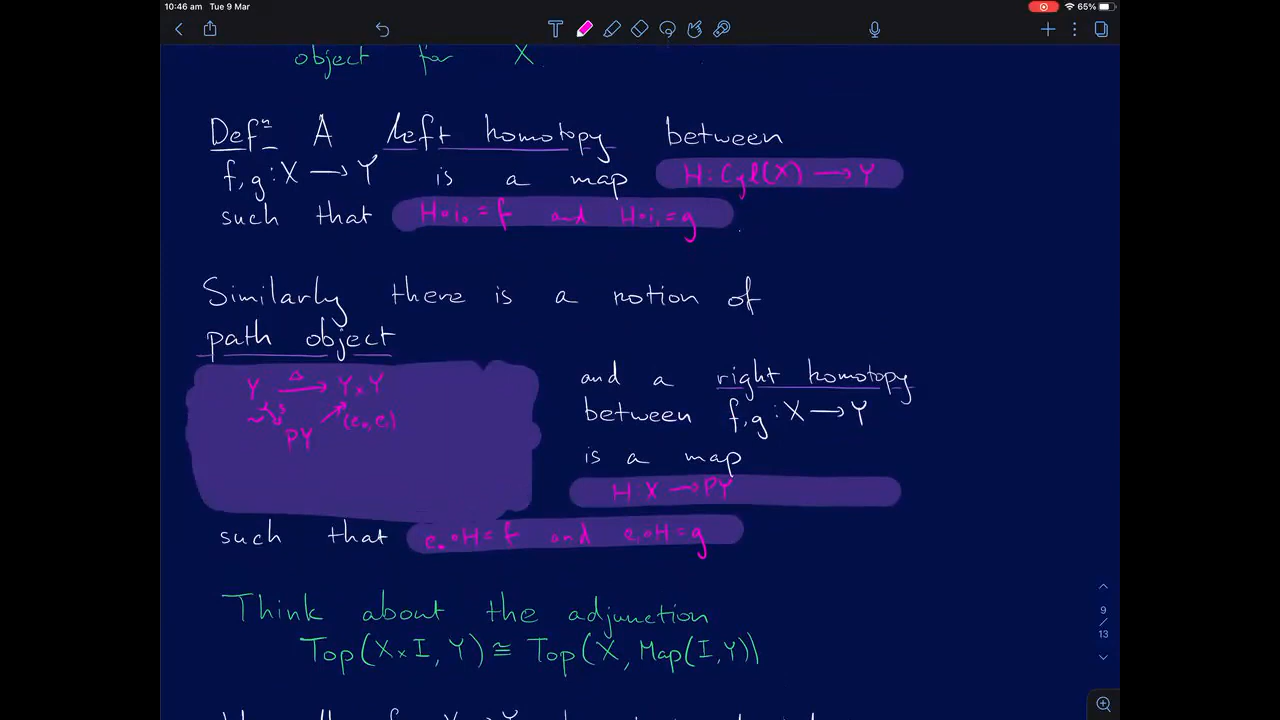 10:46 am Tue 9 Mar
65%
object for X
Defⁿ A left homotopy between
f,g : X → Y is a map H : Cyl(X) → Y
such that H∘i₀ = f and H∘i₁ = g.
Similarly there is a notion of
path object
Y →^Δ Y × Y
~ PY (e₀,e₁)
and a right homotopy
between f,g : X → Y
is a map
H : X → PY
such that e₀∘H = f and e₁∘H = g
Think about the adjunction
Top(X × I, Y) ≅ Top(X, Map(I,Y))
9
/
13